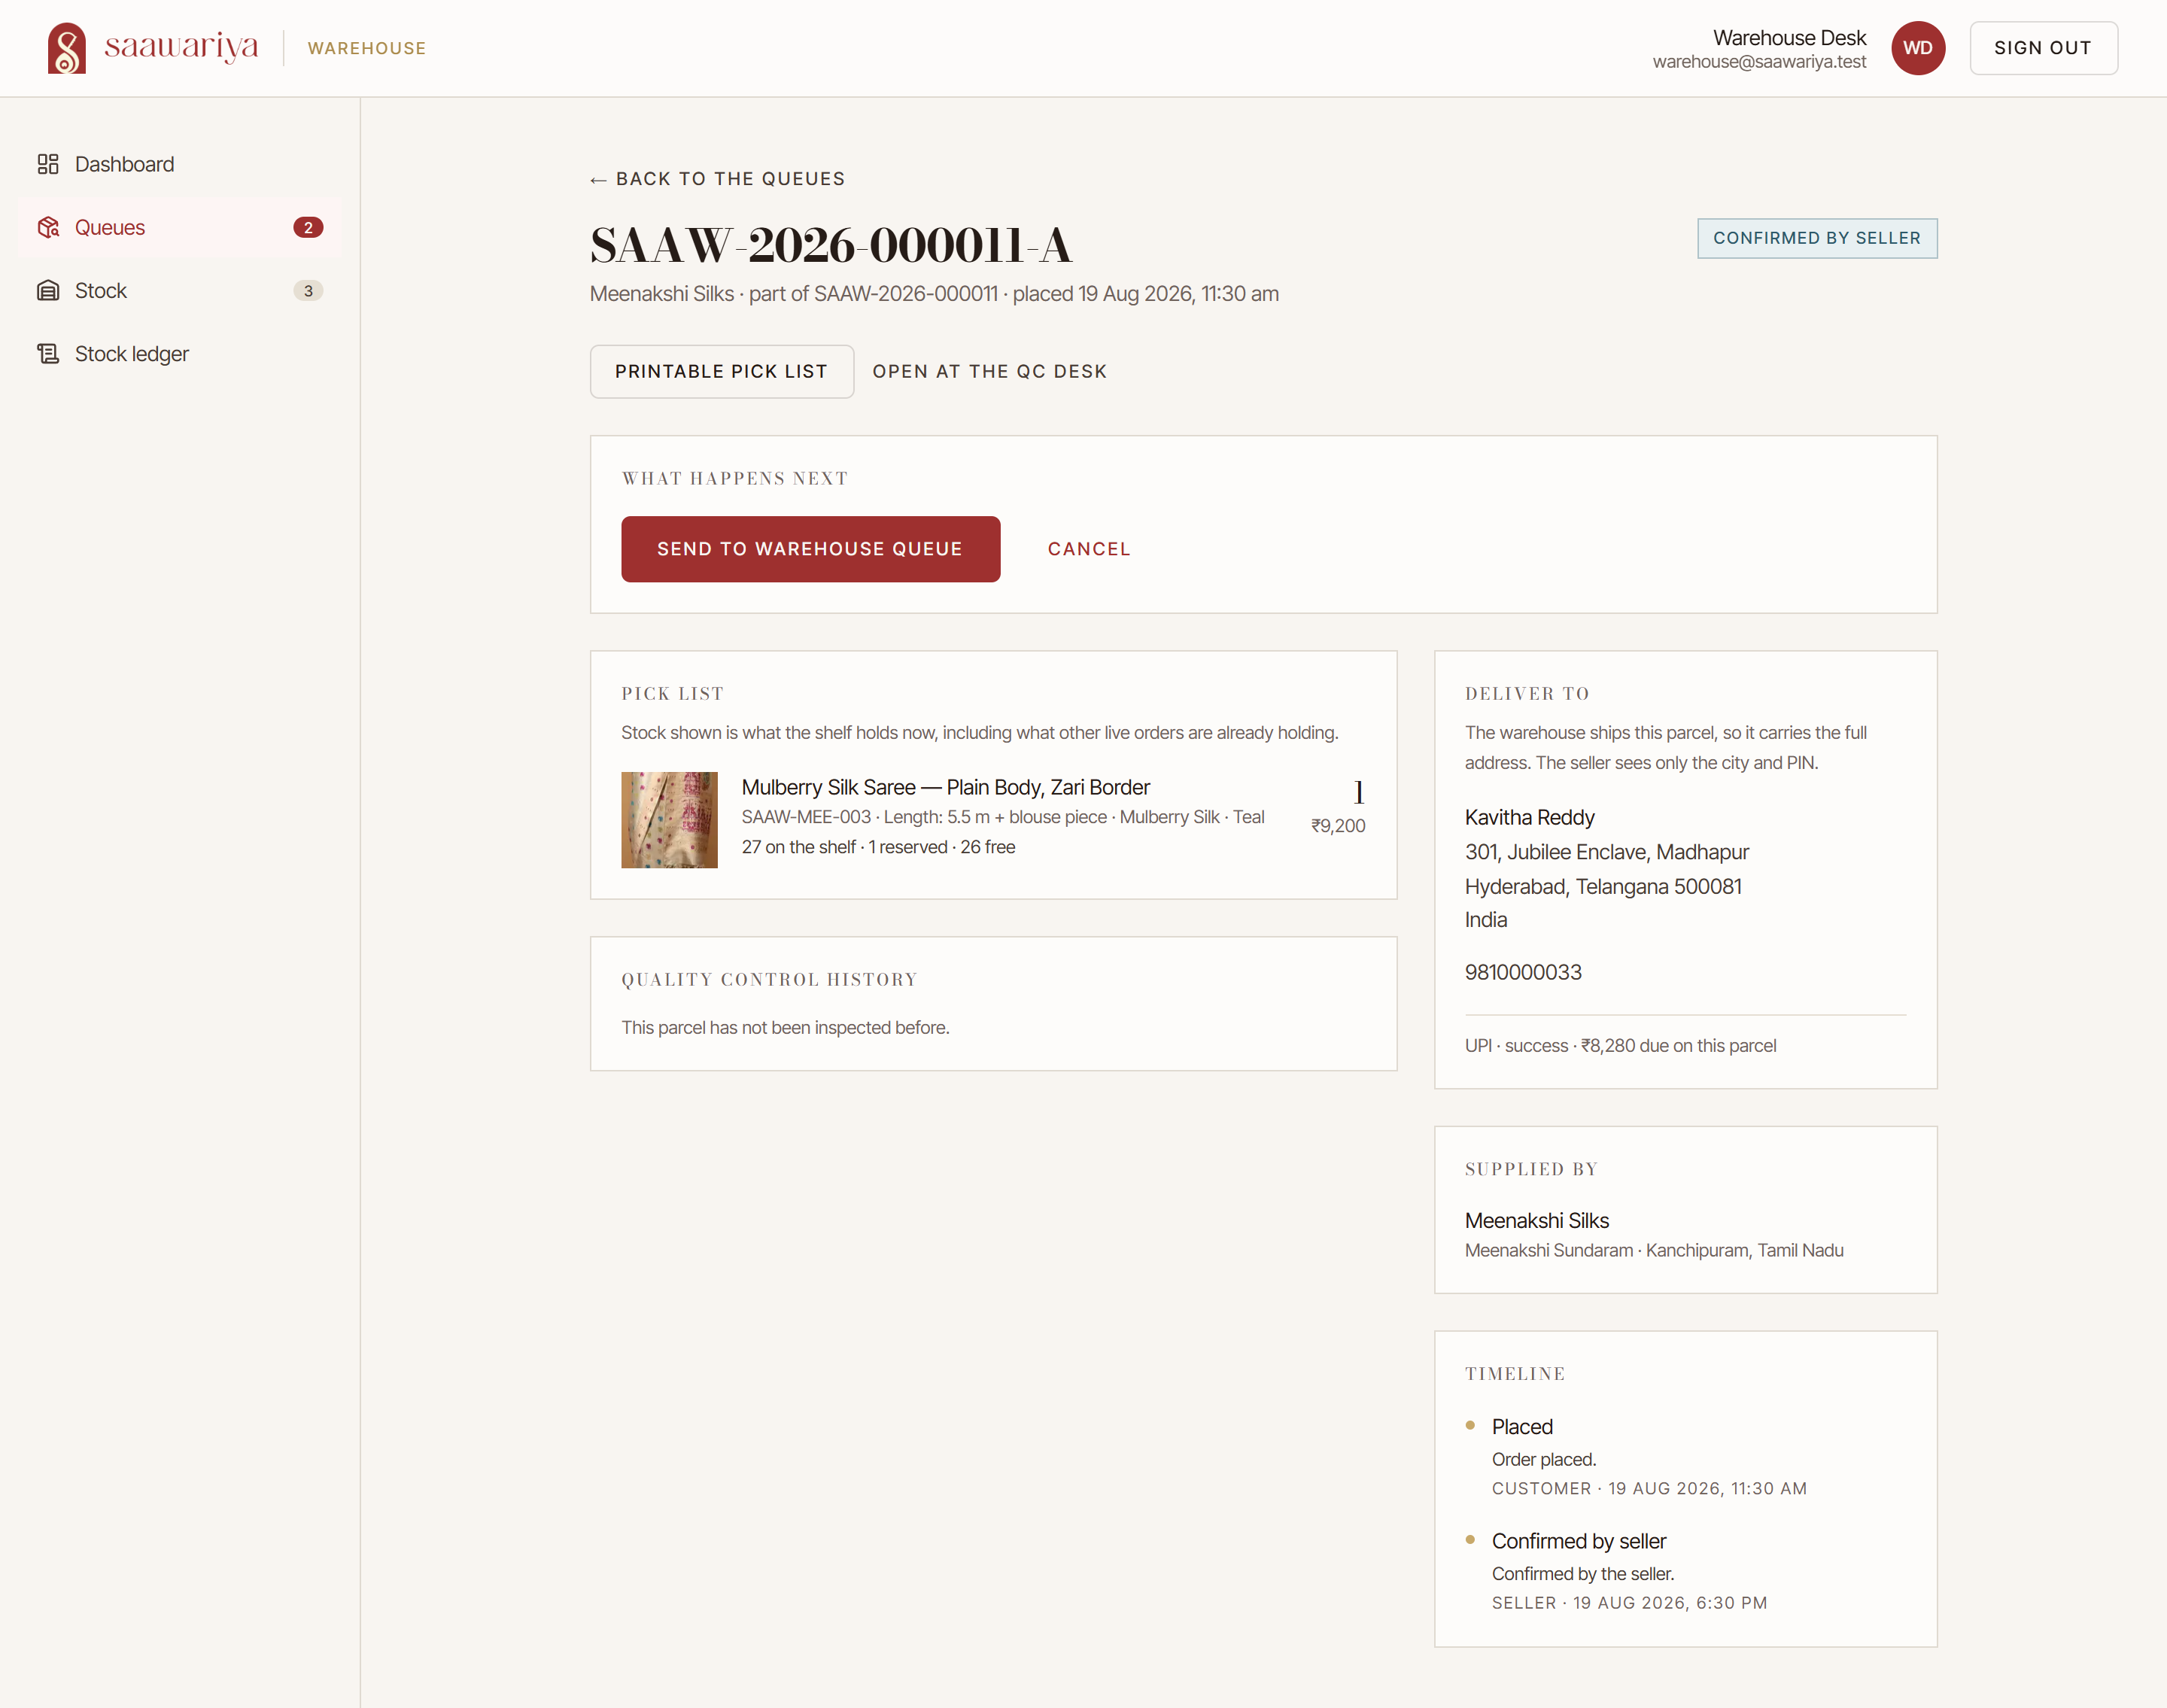 saawariya
WAREHOUSE
Warehouse Desk
warehouse@saawariya.test
WD
SIGN OUT
Dashboard
Queues 2
Stock 3
Stock ledger
← BACK TO THE QUEUES
SAAW-2026-000011-A
CONFIRMED BY SELLER
Meenakshi Silks · part of SAAW-2026-000011 · placed 19 Aug 2026, 11:30 am
PRINTABLE PICK LIST
OPEN AT THE QC DESK
WHAT HAPPENS NEXT
SEND TO WAREHOUSE QUEUE
CANCEL
PICK LIST
Stock shown is what the shelf holds now, including what other live orders are already holding.
Mulberry Silk Saree — Plain Body, Zari Border
1
SAAW-MEE-003 · Length: 5.5 m + blouse piece · Mulberry Silk · Teal
₹9,200
27 on the shelf · 1 reserved · 26 free
QUALITY CONTROL HISTORY
This parcel has not been inspected before.
DELIVER TO
The warehouse ships this parcel, so it carries the full
address. The seller sees only the city and PIN.
Kavitha Reddy
301, Jubilee Enclave, Madhapur
Hyderabad, Telangana 500081
India
9810000033
UPI · success · ₹8,280 due on this parcel
SUPPLIED BY
Meenakshi Silks
Meenakshi Sundaram · Kanchipuram, Tamil Nadu
TIMELINE
Placed
Order placed.
CUSTOMER · 19 AUG 2026, 11:30 AM
Confirmed by seller
Confirmed by the seller.
SELLER · 19 AUG 2026, 6:30 PM